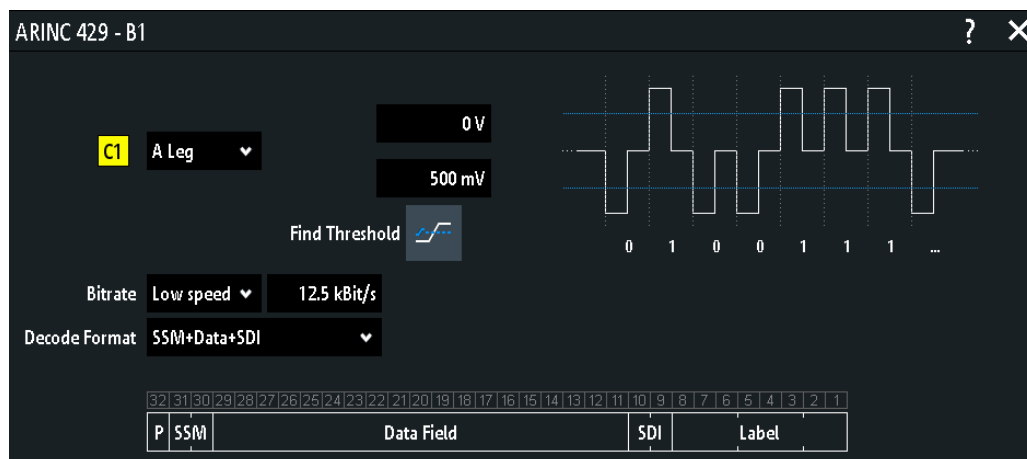 ARINC 429 - B1 ? ✕
0 V
C1 A Leg
500 mV
Find Threshold
0 1 0 0 1 1 1 ...
Bitrate Low speed 12.5 kBit/s
Decode Format SSM+Data+SDI
32 31 30 29 28 27 26 25 24 23 22 21 20 19 18 17 16 15 14 13 12 11 10 9 8 7 6 5 4 3 2 1
P SSM Data Field SDI Label